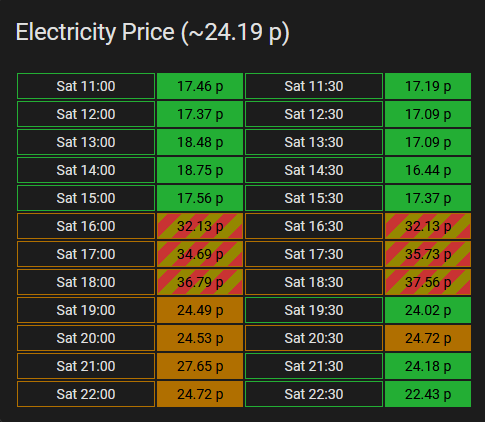 Electricity Price (~24.19 p)
Sat 11:00 17.46 p Sat 11:30 17.19 p
Sat 12:00 17.37 p Sat 12:30 17.09 p
Sat 13:00 18.48 p Sat 13:30 17.09 p
Sat 14:00 18.75 p Sat 14:30 16.44 p
Sat 15:00 17.56 p Sat 15:30 17.37 p
Sat 16:00 32.13 p Sat 16:30 32.13 p
Sat 17:00 34.69 p Sat 17:30 35.73 p
Sat 18:00 36.79 p Sat 18:30 37.56 p
Sat 19:00 24.49 p Sat 19:30 24.02 p
Sat 20:00 24.53 p Sat 20:30 24.72 p
Sat 21:00 27.65 p Sat 21:30 24.18 p
Sat 22:00 24.72 p Sat 22:30 22.43 p